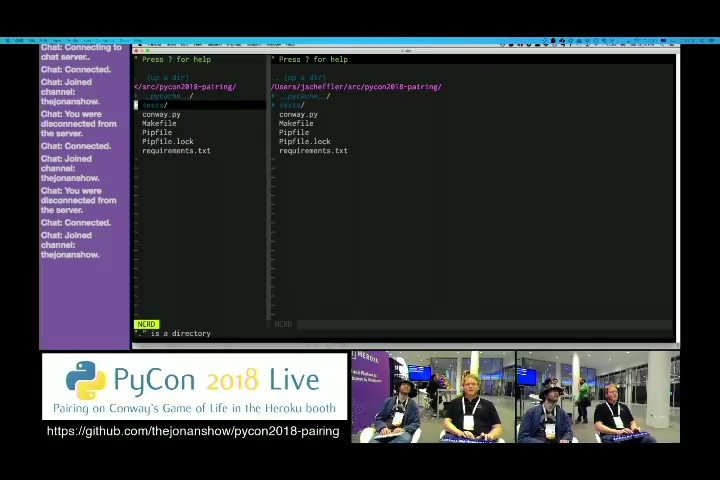 Chat: Connecting to
chat server..
Chat: Connected.
Chat: Joined
channel:
thejonanshow.
Chat: You were
disconnected from
the server.
Chat: Connected.
Chat: Joined
channel:
thejonanshow.
Chat: You were
disconnected from
the server.
Chat: Connected.
Chat: Joined
channel:
thejonanshow.
" Press ? for help
.. (up a dir)
</src/pycon2018-pairing/
__pycache__/
tests/
conway.py
Makefile
Pipfile
Pipfile.lock
requirements.txt
NERD
"." is a directory
" Press ? for help
.. (up a dir)
/Users/jscheffler/src/pycon2018-pairing/
__pycache__/
tests/
conway.py
Makefile
Pipfile
Pipfile.lock
requirements.txt
NERD
PyCon 2018 Live
Pairing on Conway's Game of Life in the Heroku booth
https://github.com/thejonanshow/pycon2018-pairing
HEROKU